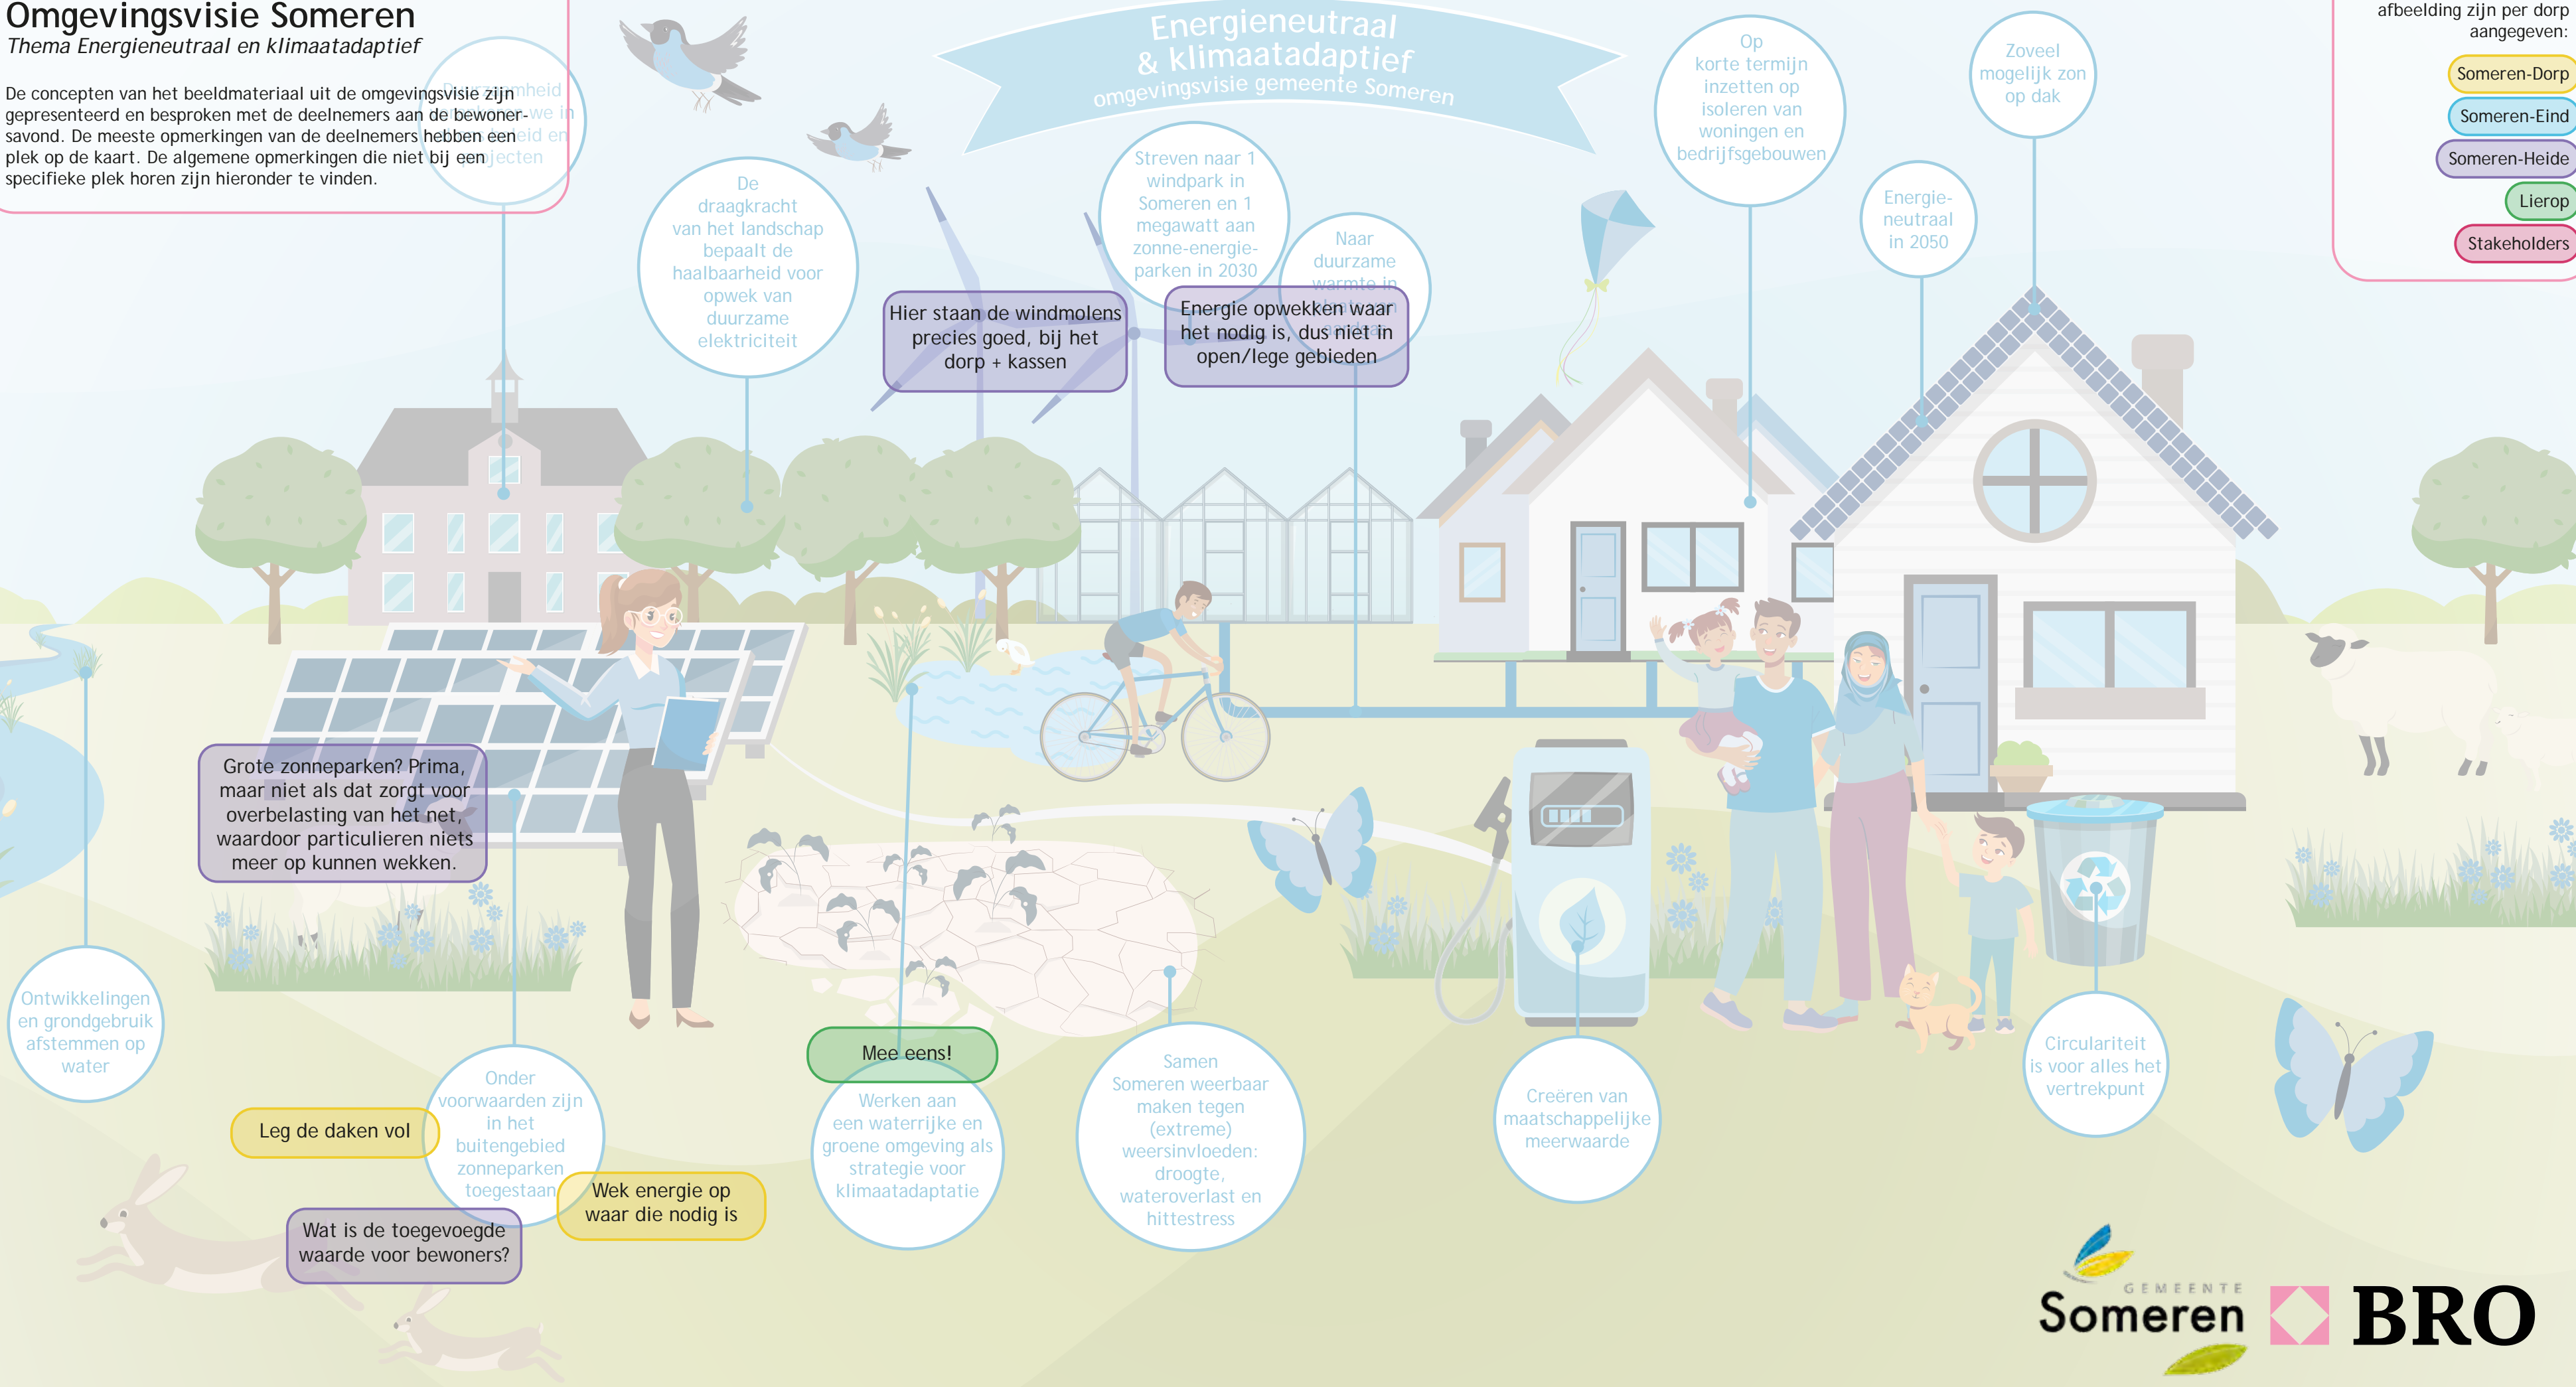 Omgevingsvisie Someren
Thema Energieneutraal en klimaatadaptief
De concepten van het beeldmateriaal uit de omgevingsvisie zijn
gepresenteerd en besproken met de deelnemers aan de bewoner-
savond. De meeste opmerkingen van de deelnemers hebben een
plek op de kaart. De algemene opmerkingen die niet bij een
specifieke plek horen zijn hieronder te vinden.
we in
en
Energieneutraal
& klimaatadaptief
omgevingsvisie gemeente Someren
afbeelding zijn per dorp
aangegeven:
Someren-Dorp
Someren-Eind
Someren-Heide
Lierop
Stakeholders
De
draagkracht
van het landschap
bepaalt de
haalbaarheid voor
opwek van
duurzame
elektriciteit
Streven naar 1
windpark in
Someren en 1
megawatt aan
zonne-energie-
parken in 2030
Naar
duurzame
warmte in
plaats van
Op
korte termijn
inzetten op
isoleren van
woningen en
bedrijfsgebouwen
Energie-
neutraal
in 2050
Zoveel
mogelijk zon
op dak
Hier staan de windmolens
precies goed, bij het
dorp + kassen
Energie opwekken waar
het nodig is, dus niet in
open/lege gebieden
Grote zonneparken? Prima,
maar niet als dat zorgt voor
overbelasting van het net,
waardoor particulieren niets
meer op kunnen wekken.
Ontwikkelingen
en grondgebruik
afstemmen op
water
Leg de daken vol
Onder
voorwaarden zijn
in het
buitengebied
zonneparken
toegestaan
Wek energie op
waar die nodig is
Wat is de toegevoegde
waarde voor bewoners?
Mee eens!
Werken aan
een waterrijke en
groene omgeving als
strategie voor
klimaatadaptatie
Samen
Someren weerbaar
maken tegen
(extreme)
weersinvloeden:
droogte,
wateroverlast en
hittestress
Creëren van
maatschappelijke
meerwaarde
Circulariteit
is voor alles het
vertrekpunt
GEMEENTE
Someren
BRO